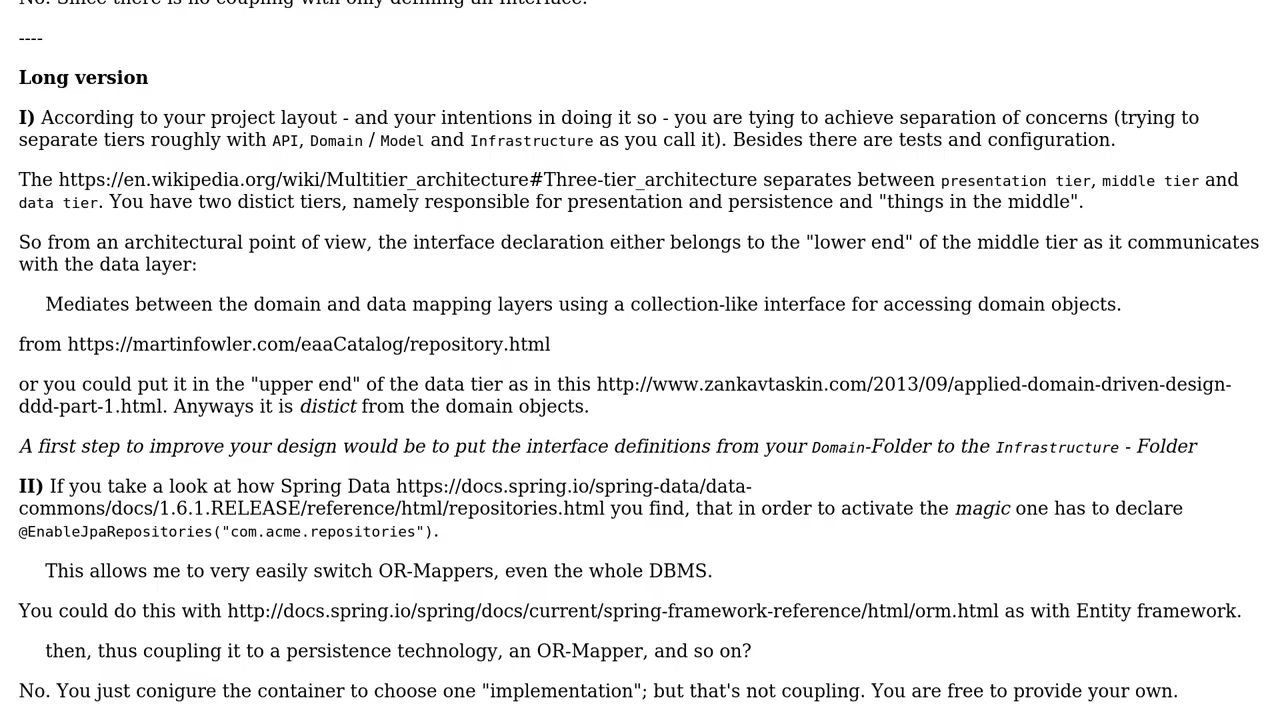 No. Since there is no coupling with only defining an interface.
----
Long version
I) According to your project layout - and your intentions in doing it so - you are tying to achieve separation of concerns (trying to
separate tiers roughly with API, Domain / Model and Infrastructure as you call it). Besides there are tests and configuration.
The https://en.wikipedia.org/wiki/Multitier_architecture#Three-tier_architecture separates between presentation tier, middle tier and
data tier. You have two distict tiers, namely responsible for presentation and persistence and "things in the middle".
So from an architectural point of view, the interface declaration either belongs to the "lower end" of the middle tier as it communicates
with the data layer:
Mediates between the domain and data mapping layers using a collection-like interface for accessing domain objects.
from https://martinfowler.com/eaaCatalog/repository.html
or you could put it in the "upper end" of the data tier as in this http://www.zankavtaskin.com/2013/09/applied-domain-driven-design-
ddd-part-1.html. Anyways it is distict from the domain objects.
A first step to improve your design would be to put the interface definitions from your Domain-Folder to the Infrastructure - Folder
II) If you take a look at how Spring Data https://docs.spring.io/spring-data/data-
commons/docs/1.6.1.RELEASE/reference/html/repositories.html you find, that in order to activate the magic one has to declare
@EnableJpaRepositories("com.acme.repositories").
This allows me to very easily switch OR-Mappers, even the whole DBMS.
You could do this with http://docs.spring.io/spring/docs/current/spring-framework-reference/html/orm.html as with Entity framework.
then, thus coupling it to a persistence technology, an OR-Mapper, and so on?
No. You just conigure the container to choose one "implementation"; but that's not coupling. You are free to provide your own.